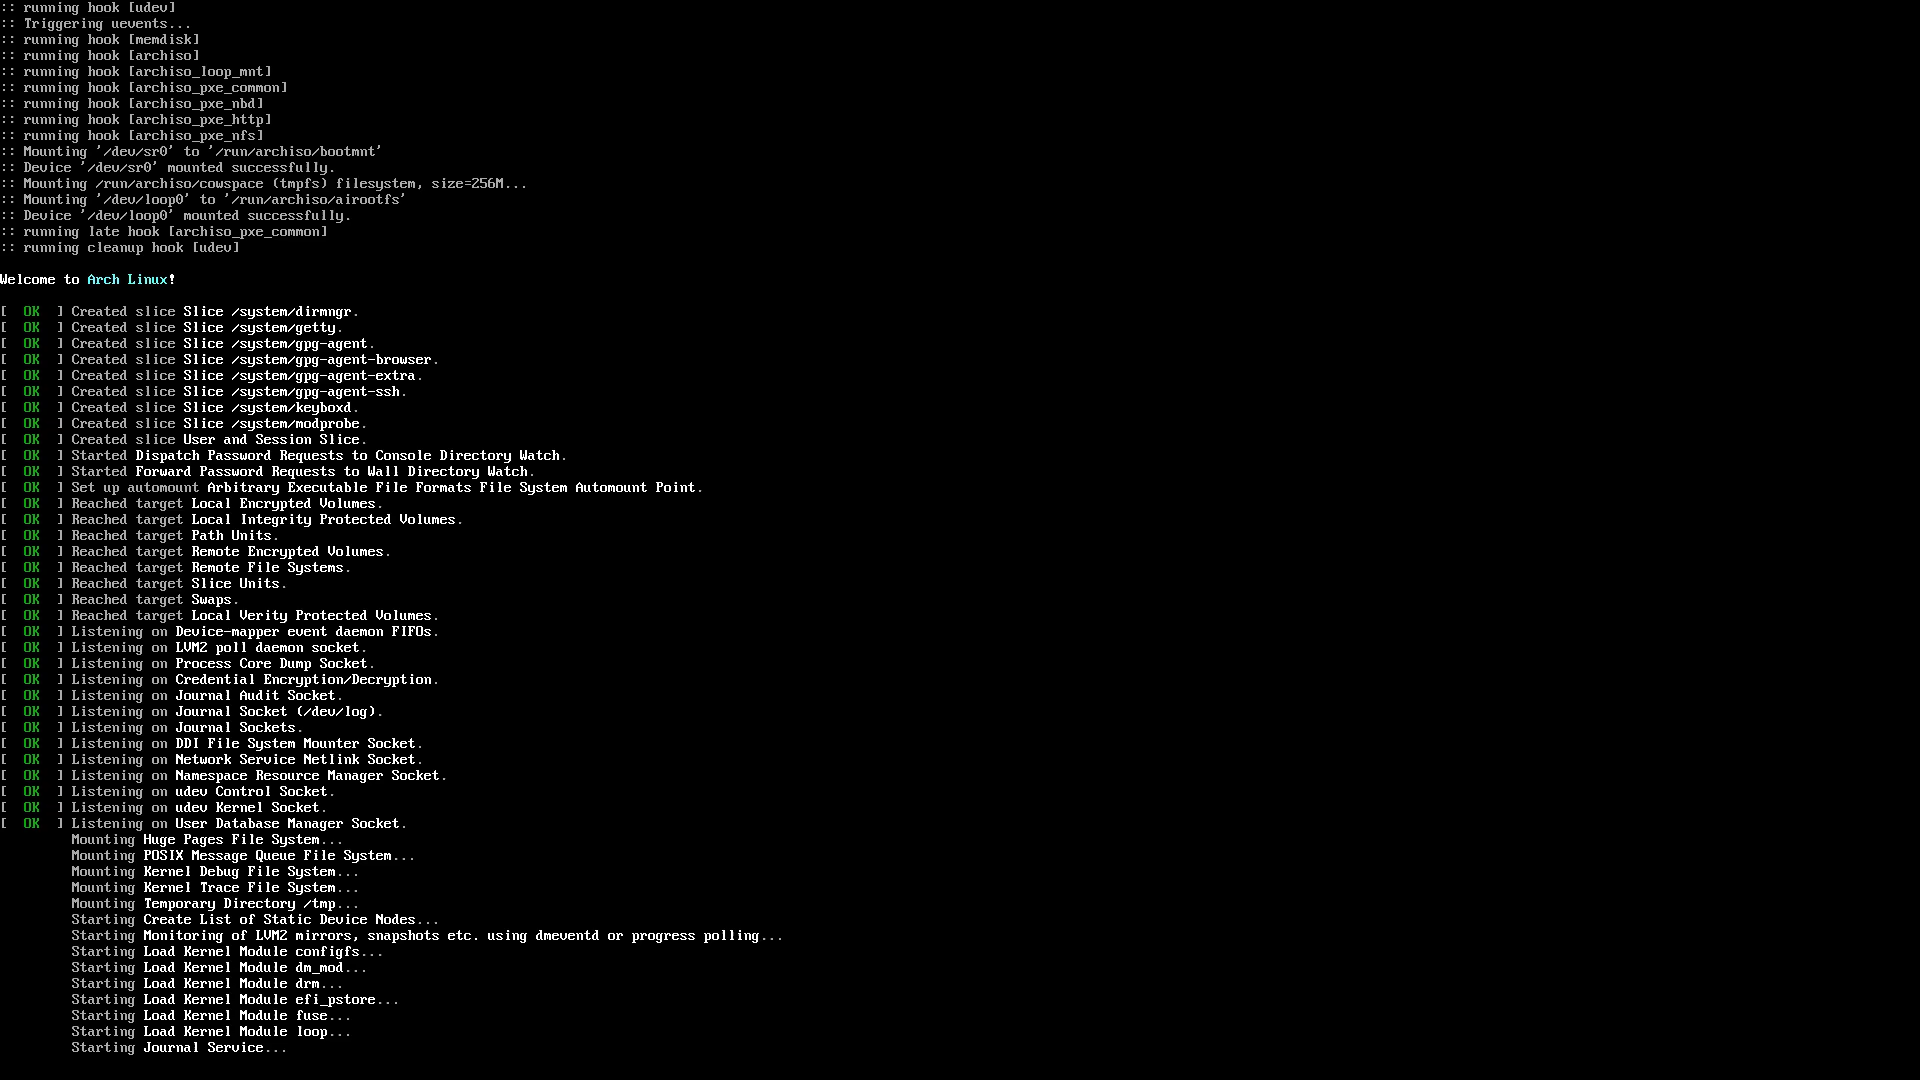 :: running hook [udev]
:: Triggering uevents...
:: running hook [memdisk]
:: running hook [archiso]
:: running hook [archiso_loop_mnt]
:: running hook [archiso_pxe_common]
:: running hook [archiso_pxe_nbd]
:: running hook [archiso_pxe_http]
:: running hook [archiso_pxe_nfs]
:: Mounting '/dev/sr0' to '/run/archiso/bootmnt'
:: Device '/dev/sr0' mounted successfully.
:: Mounting /run/archiso/cowspace (tmpfs) filesystem, size=256M...
:: Mounting '/dev/loop0' to '/run/archiso/airootfs'
:: Device '/dev/loop0' mounted successfully.
:: running late hook [archiso_pxe_common]
:: running cleanup hook [udev]
Welcome to Arch Linux!
[  OK  ] Created slice Slice /system/dirmngr.
[  OK  ] Created slice Slice /system/getty.
[  OK  ] Created slice Slice /system/gpg-agent.
[  OK  ] Created slice Slice /system/gpg-agent-browser.
[  OK  ] Created slice Slice /system/gpg-agent-extra.
[  OK  ] Created slice Slice /system/gpg-agent-ssh.
[  OK  ] Created slice Slice /system/keyboxd.
[  OK  ] Created slice Slice /system/modprobe.
[  OK  ] Created slice User and Session Slice.
[  OK  ] Started Dispatch Password Requests to Console Directory Watch.
[  OK  ] Started Forward Password Requests to Wall Directory Watch.
[  OK  ] Set up automount Arbitrary Executable File Formats File System Automount Point.
[  OK  ] Reached target Local Encrypted Volumes.
[  OK  ] Reached target Local Integrity Protected Volumes.
[  OK  ] Reached target Path Units.
[  OK  ] Reached target Remote Encrypted Volumes.
[  OK  ] Reached target Remote File Systems.
[  OK  ] Reached target Slice Units.
[  OK  ] Reached target Swaps.
[  OK  ] Reached target Local Verity Protected Volumes.
[  OK  ] Listening on Device-mapper event daemon FIFOs.
[  OK  ] Listening on LVM2 poll daemon socket.
[  OK  ] Listening on Process Core Dump Socket.
[  OK  ] Listening on Credential Encryption/Decryption.
[  OK  ] Listening on Journal Audit Socket.
[  OK  ] Listening on Journal Socket (/dev/log).
[  OK  ] Listening on Journal Sockets.
[  OK  ] Listening on DDI File System Mounter Socket.
[  OK  ] Listening on Network Service Netlink Socket.
[  OK  ] Listening on Namespace Resource Manager Socket.
[  OK  ] Listening on udev Control Socket.
[  OK  ] Listening on udev Kernel Socket.
[  OK  ] Listening on User Database Manager Socket.
Mounting Huge Pages File System...
Mounting POSIX Message Queue File System...
Mounting Kernel Debug File System...
Mounting Kernel Trace File System...
Mounting Temporary Directory /tmp...
Starting Create List of Static Device Nodes...
Starting Monitoring of LVM2 mirrors, snapshots etc. using dmeventd or progress polling...
Starting Load Kernel Module configfs...
Starting Load Kernel Module dm_mod...
Starting Load Kernel Module drm...
Starting Load Kernel Module efi_pstore...
Starting Load Kernel Module fuse...
Starting Load Kernel Module loop...
Starting Journal Service...